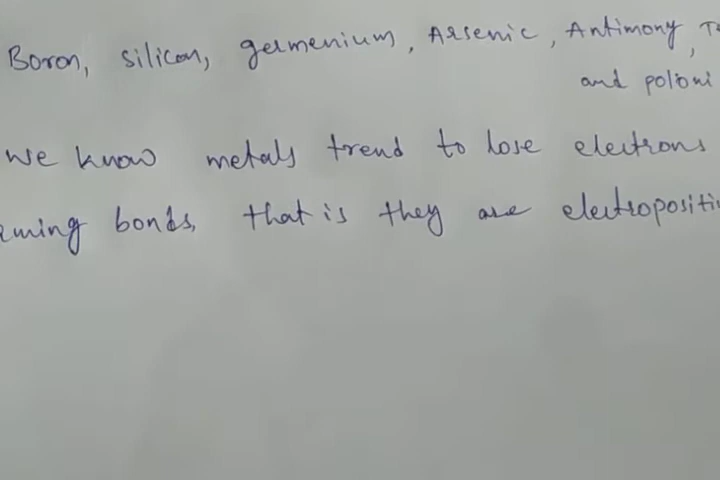 Boron, silicon, germenium, Arsenic, Antimony,
and poloni
We know metals trend to lose electrons
bonds, that is they are